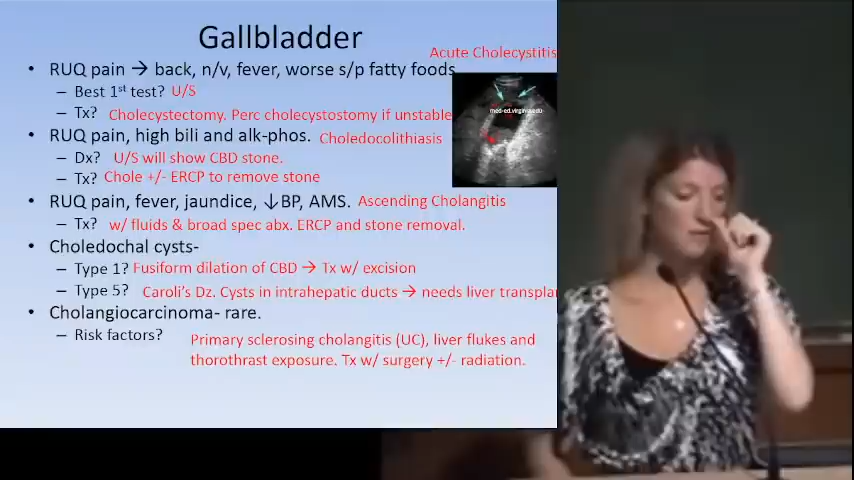 Gallbladder
Acute Cholecystitis
• RUQ pain → back, n/v, fever, worse s/p fatty foods
– Best 1st test? U/S
– Tx? Cholecystectomy. Perc cholecystostomy if unstable
med-ed.virginia.edu
• RUQ pain, high bili and alk-phos. Choledocolithiasis
– Dx? U/S will show CBD stone.
– Tx? Chole +/- ERCP to remove stone
• RUQ pain, fever, jaundice, ↓BP, AMS. Ascending Cholangitis
– Tx? w/ fluids & broad spec abx. ERCP and stone removal.
• Choledochal cysts-
– Type 1? Fusiform dilation of CBD → Tx w/ excision
– Type 5? Caroli's Dz. Cysts in intrahepatic ducts → needs liver transplan
• Cholangiocarcinoma- rare.
– Risk factors? Primary sclerosing cholangitis (UC), liver flukes and
thorothrast exposure. Tx w/ surgery +/- radiation.